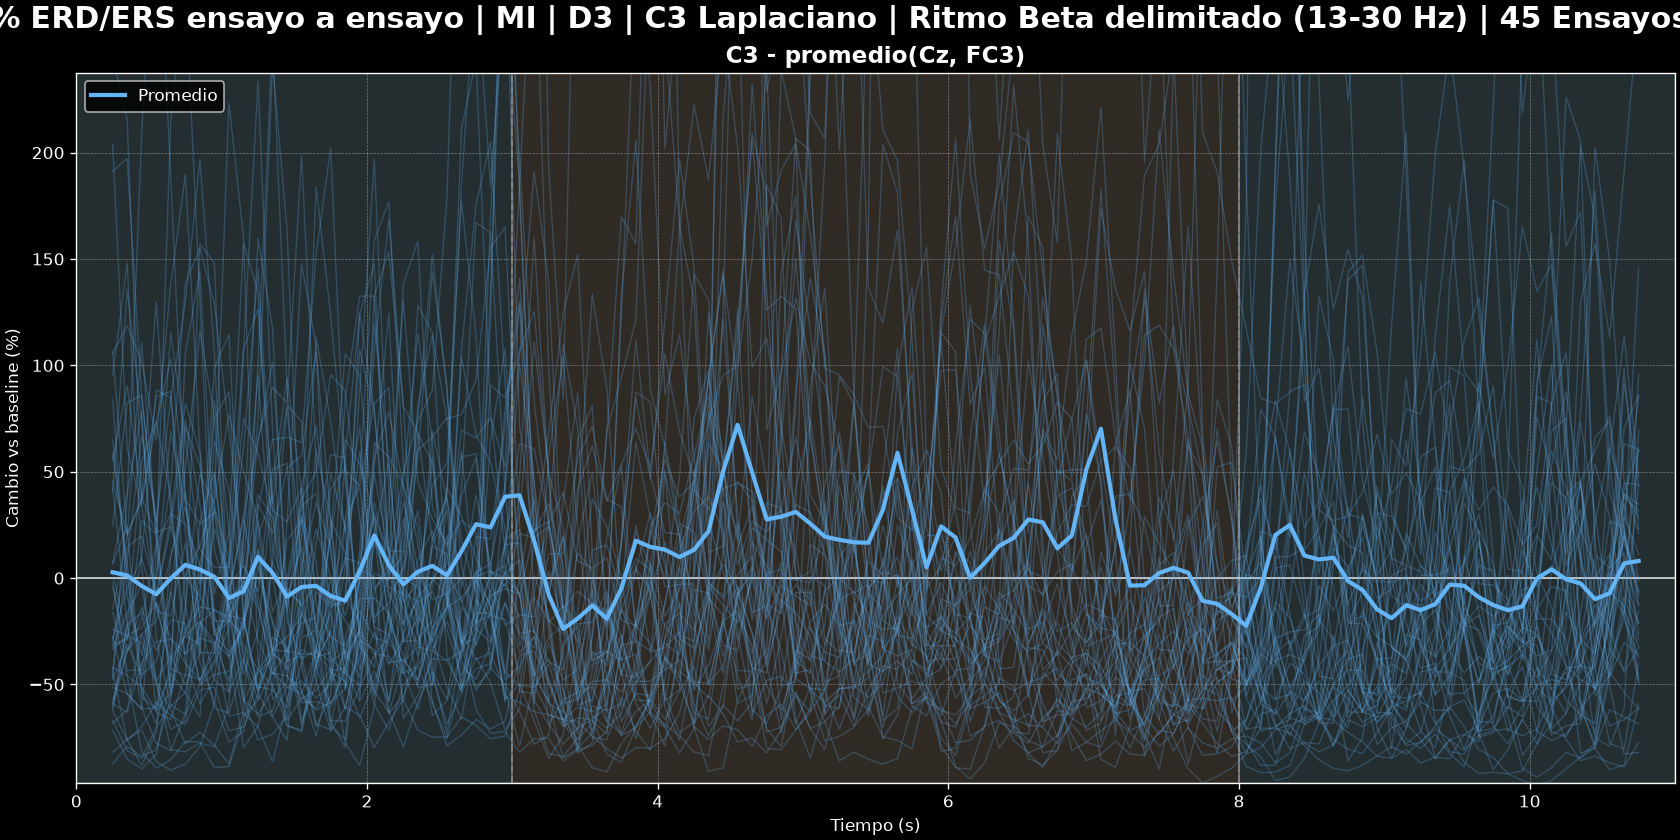 % ERD/ERS ensayo a ensayo | MI | D3 | C3 Laplaciano | Ritmo Beta delimitado (13-30 Hz) | 45 Ensayos
C3 - promedio(Cz, FC3)
Promedio
Cambio vs baseline (%)
200
150
100
50
0
−50
0 2 4 6 8 10
Tiempo (s)